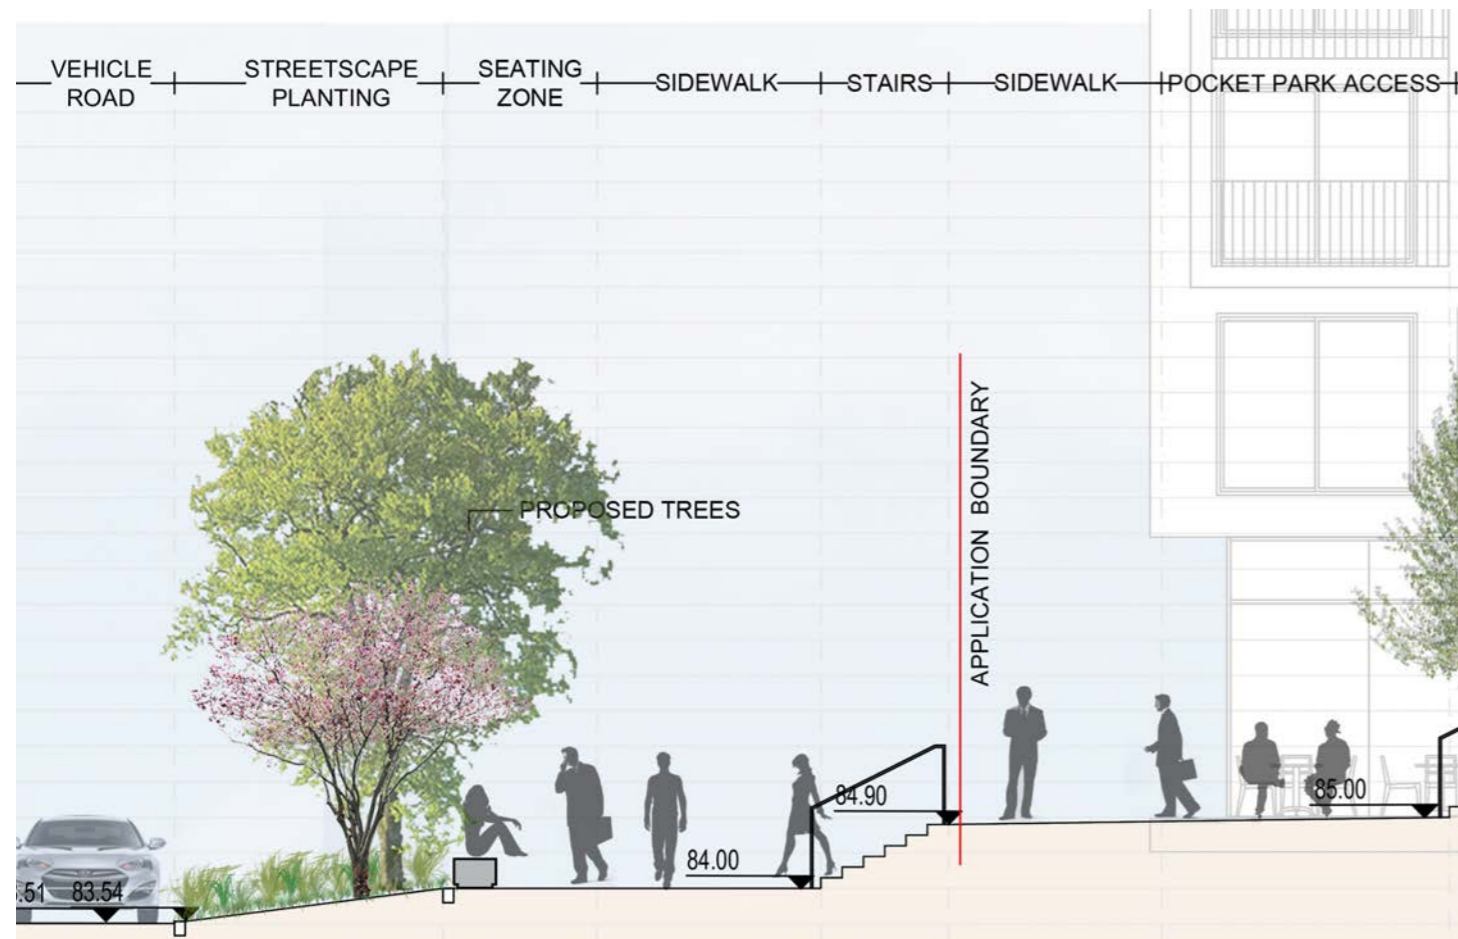 VEHICLE ROAD
STREETSCAPE PLANTING
SEATING ZONE
SIDEWALK
STAIRS
SIDEWALK
POCKET PARK ACCESS
PROPOSED TREES
APPLICATION BOUNDARY
84.90
85.00
84.00
.51
83.54